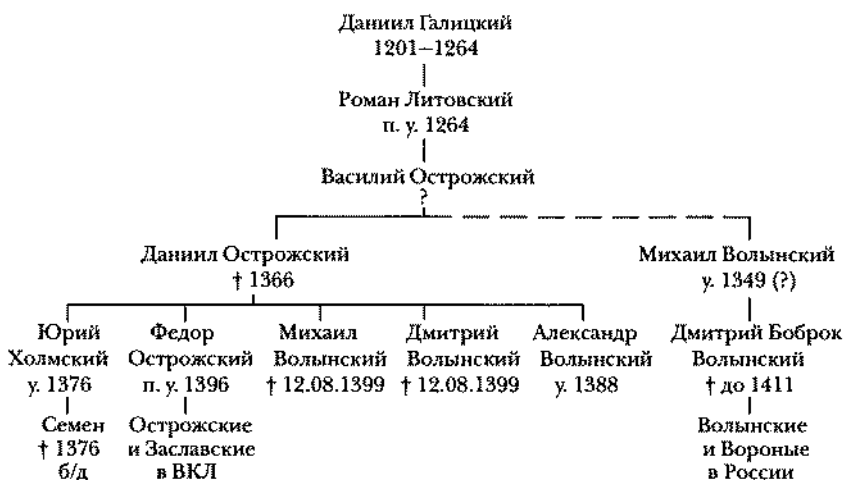 Даниил Галицкий
1201–1264
Роман Литовский
п. у. 1264
Василий Острожский
?
Даниил Острожский
† 1366
Михаил Волынский
у. 1349 (?)
Юрий
Холмский
у. 1376
Семен
† 1376
б/д
Федор
Острожский
п. у. 1396
Острожские
и Заславские
в ВКЛ
Михаил
Волынский
† 12.08.1399
Дмитрий
Волынский
† 12.08.1399
Александр
Волынский
у. 1388
Дмитрий Боброк
Волынский
† до 1411
Волынские
и Вороные
в России